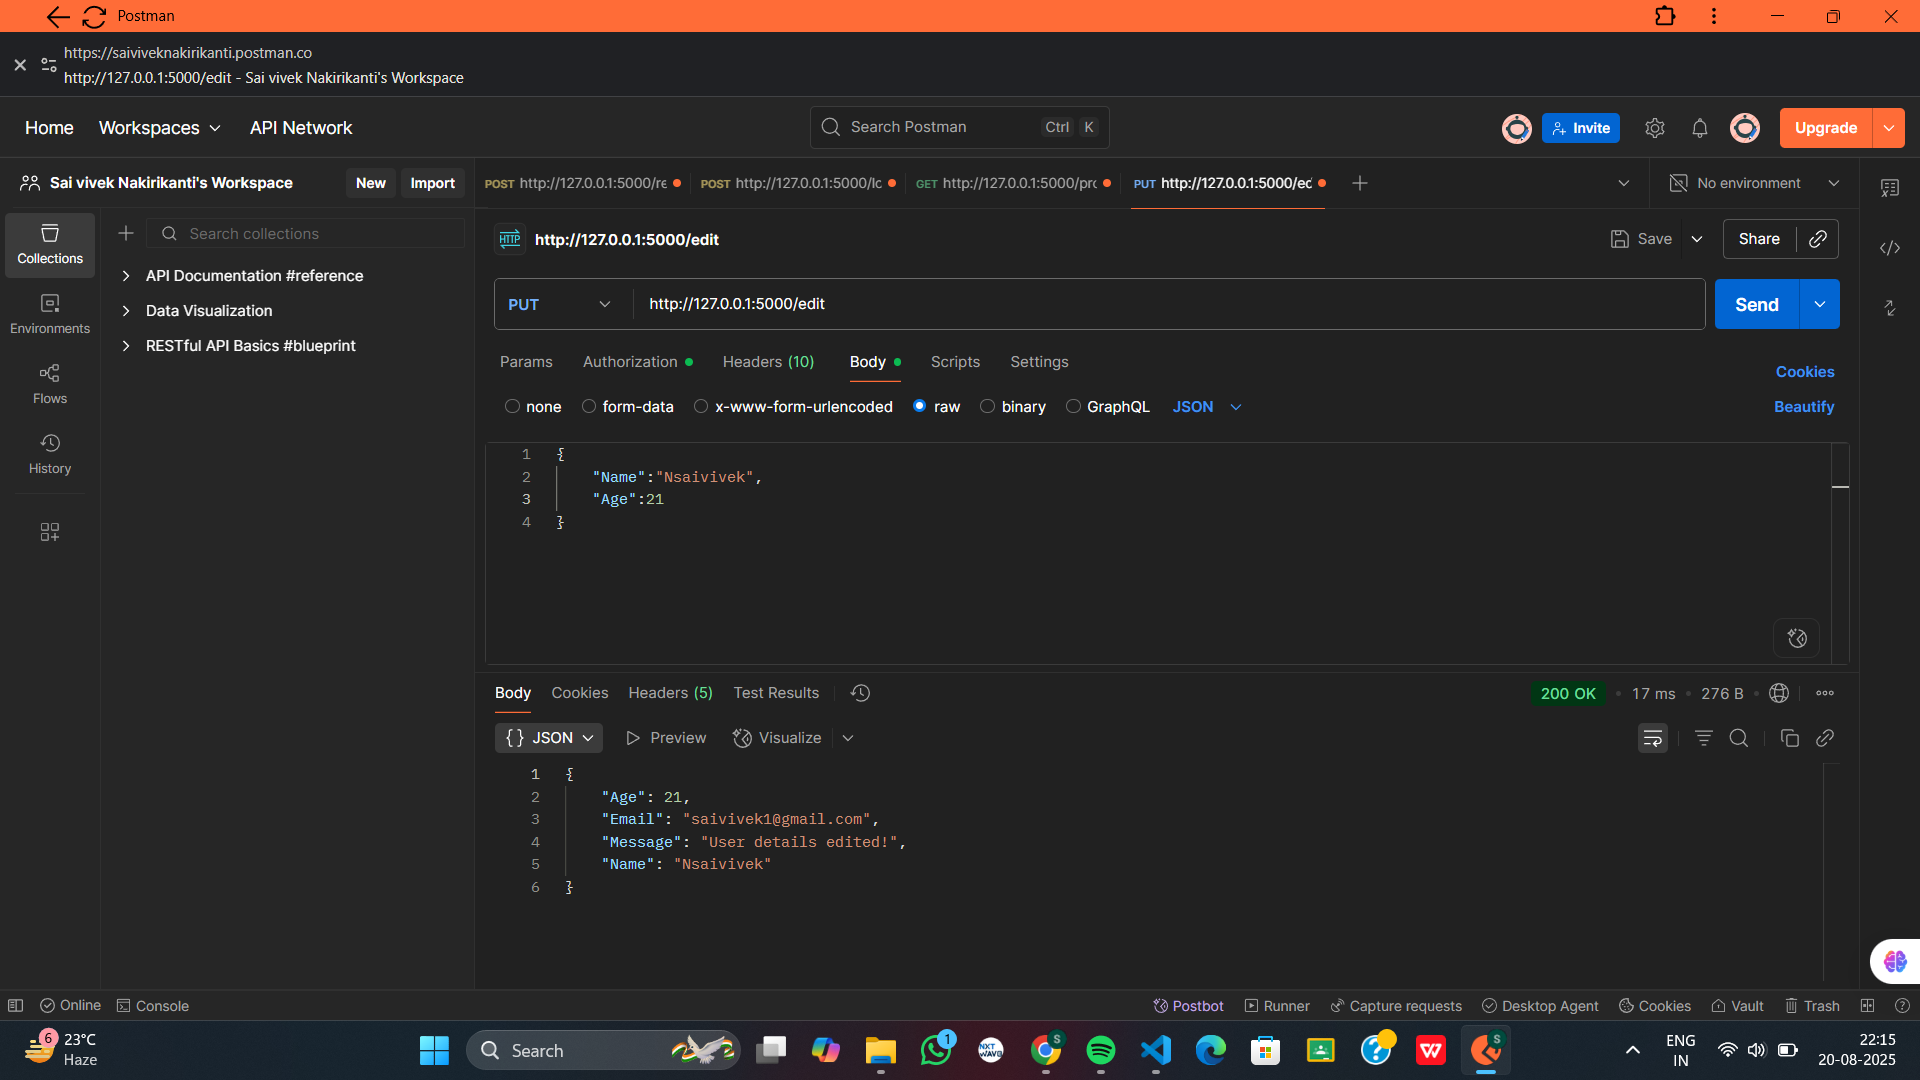 Postman
https://saiviveknakirikanti.postman.co
http://127.0.0.1:5000/edit - Sai vivek Nakirikanti's Workspace
Home Workspaces API Network Search Postman Ctrl K Invite Upgrade
Sai vivek Nakirikanti's Workspace New Import POST http://127.0.0.1:5000/re POST http://127.0.0.1:5000/lo GET http://127.0.0.1:5000/pro PUT http://127.0.0.1:5000/ed No environment
Collections
Search collections
HTTP http://127.0.0.1:5000/edit Save Share
API Documentation #reference
Data Visualization
RESTful API Basics #blueprint
Environments
Flows
History
PUT http://127.0.0.1:5000/edit Send
Params Authorization Headers (10) Body Scripts Settings Cookies
none form-data x-www-form-urlencoded raw binary GraphQL JSON Beautify
1 {
2 "Name":"Nsaivivek",
3 "Age":21
4 }
Body Cookies Headers (5) Test Results 200 OK 17 ms 276 B
{} JSON Preview Visualize
1 {
2 "Age": 21,
3 "Email": "saivivek1@gmail.com",
4 "Message": "User details edited!",
5 "Name": "Nsaivivek"
6 }
Online Console Postbot Runner Capture requests Desktop Agent Cookies Vault Trash
6 23°C
Haze
Search
1
NXT
WAVE
S
S
ENG
IN
22:15
20-08-2025